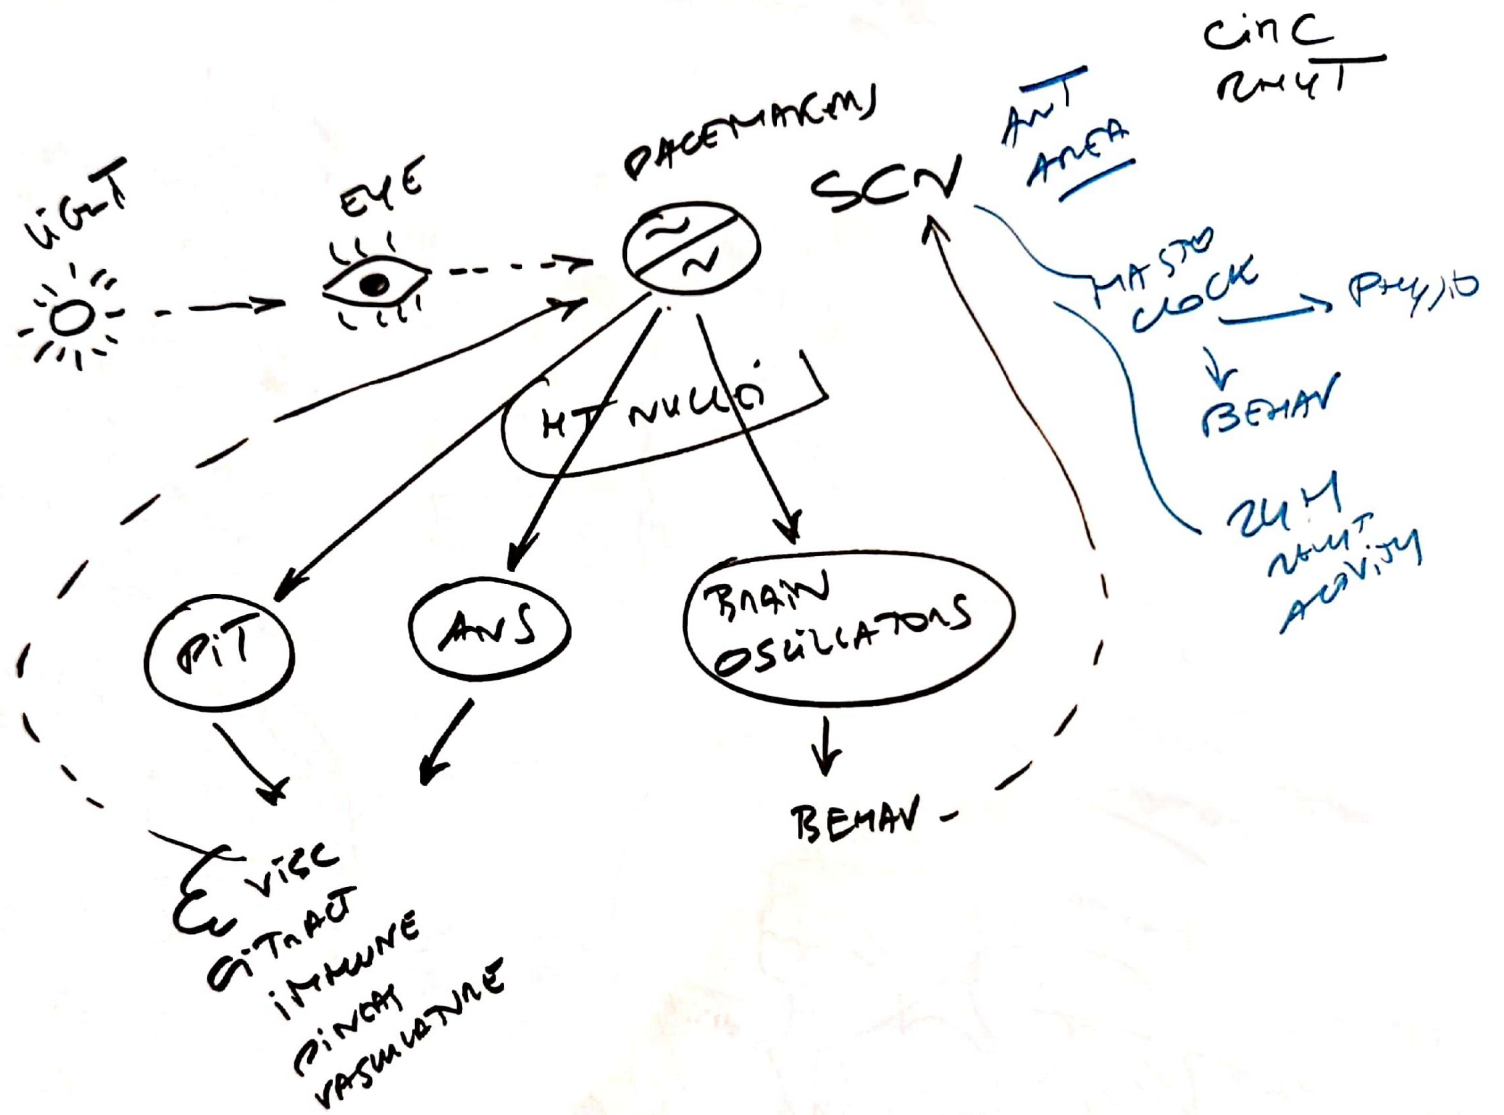 CIRC
RHYT
LIGHT
EYE
PACEMAKERS
SCN
ANT
AREA
MASTER
CLOCK
PHYSIO
BEHAV
24 H
RHYT
ACTIVITY
HT NUCLEI
PIT
ANS
BRAIN
OSCILLATORS
BEHAV
VISC
GI TRACT
IMMUNE
PINEAL
VASCULATURE